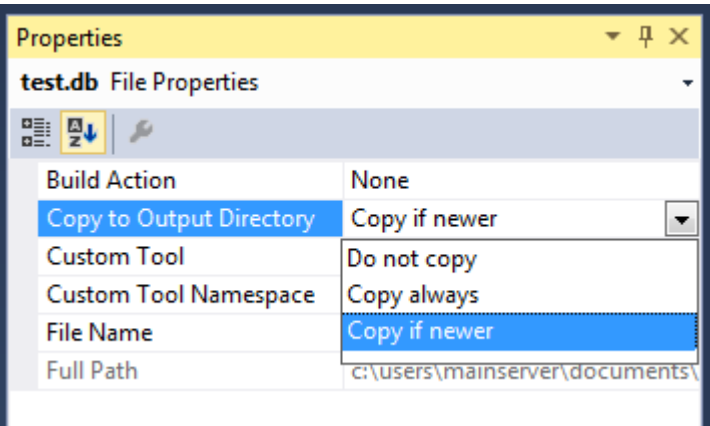 Properties
test.db File Properties
Build Action None
Copy to Output Directory Copy if newer
Custom Tool Do not copy
Custom Tool Namespace Copy always
File Name Copy if newer
Full Path c:\users\mainserver\documents\